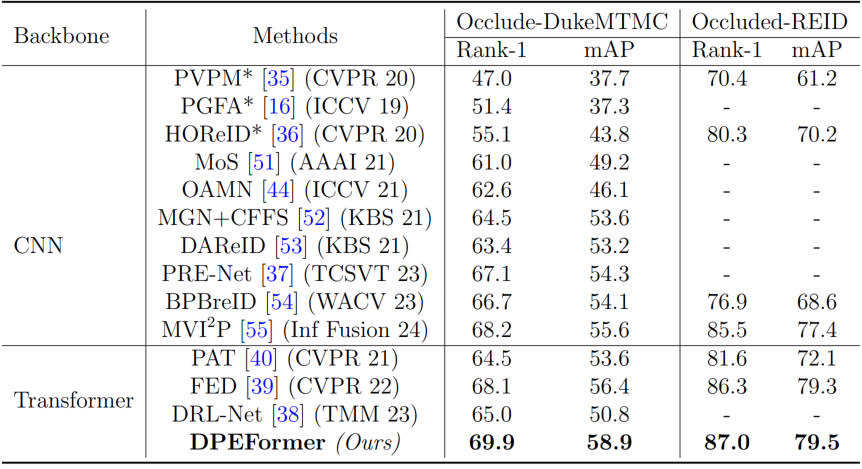 Backbone Methods Occlude-DukeMTMC Occluded-REID
Rank-1 mAP Rank-1 mAP
PVPM* [35] (CVPR 20) 47.0 37.7 70.4 61.2
PGFA* [16] (ICCV 19) 51.4 37.3 - -
HOReID* [36] (CVPR 20) 55.1 43.8 80.3 70.2
MoS [51] (AAAI 21) 61.0 49.2 - -
OAMN [44] (ICCV 21) 62.6 46.1 - -
MGN+CFFS [52] (KBS 21) 64.5 53.6 - -
CNN DAReID [53] (KBS 21) 63.4 53.2 - -
PRE-Net [37] (TCSVT 23) 67.1 54.3 - -
BPBreID [54] (WACV 23) 66.7 54.1 76.9 68.6
MVI²P [55] (Inf Fusion 24) 68.2 55.6 85.5 77.4
PAT [40] (CVPR 21) 64.5 53.6 81.6 72.1
FED [39] (CVPR 22) 68.1 56.4 86.3 79.3
Transformer DRL-Net [38] (TMM 23) 65.0 50.8 - -
DPEFormer (Ours) 69.9 58.9 87.0 79.5